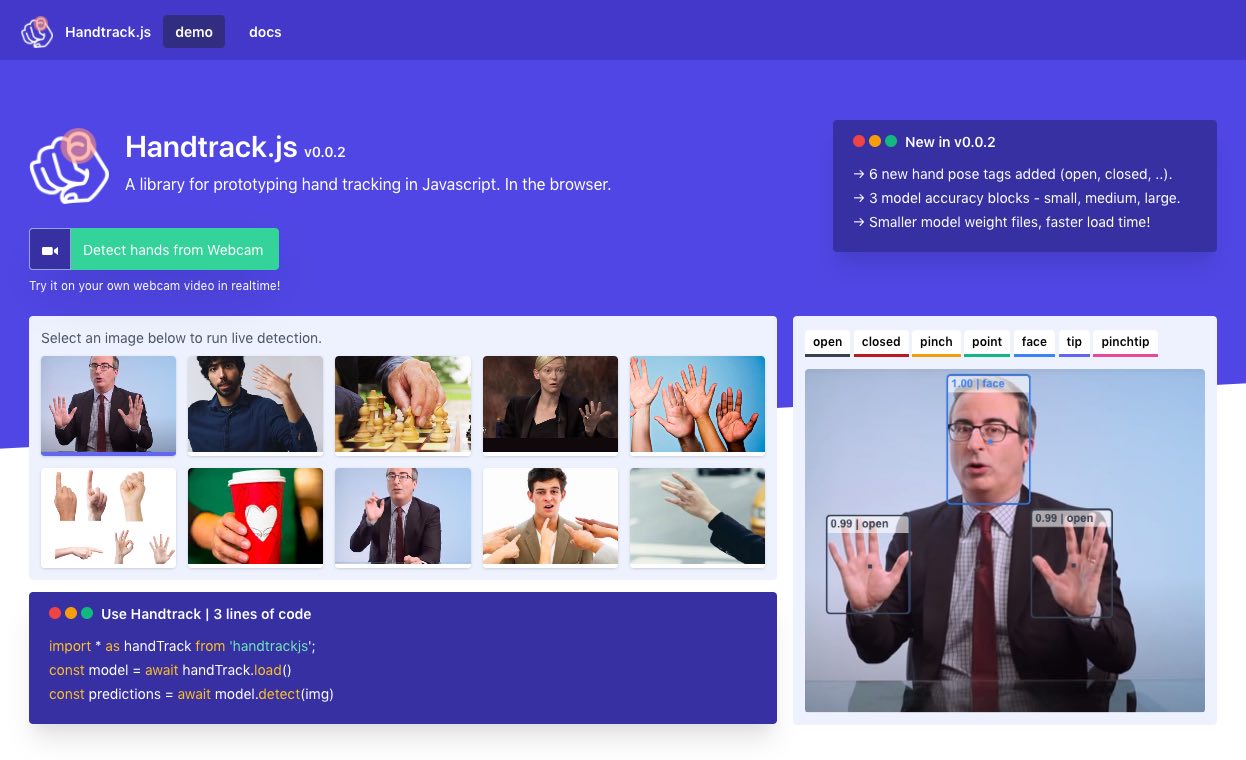 Handtrack.js demo docs
Handtrack.js v0.0.2
A library for prototyping hand tracking in Javascript. In the browser.
Detect hands from Webcam
Try it on your own webcam video in realtime!
New in v0.0.2
→ 6 new hand pose tags added (open, closed, ..).
→ 3 model accuracy blocks - small, medium, large.
→ Smaller model weight files, faster load time!
Select an image below to run live detection.
Use Handtrack | 3 lines of code
import * as handTrack from 'handtrackjs';
const model = await handTrack.load()
const predictions = await model.detect(img)
open closed pinch point face tip pinchtip
1.00 | face
0.99 | open
0.99 | open